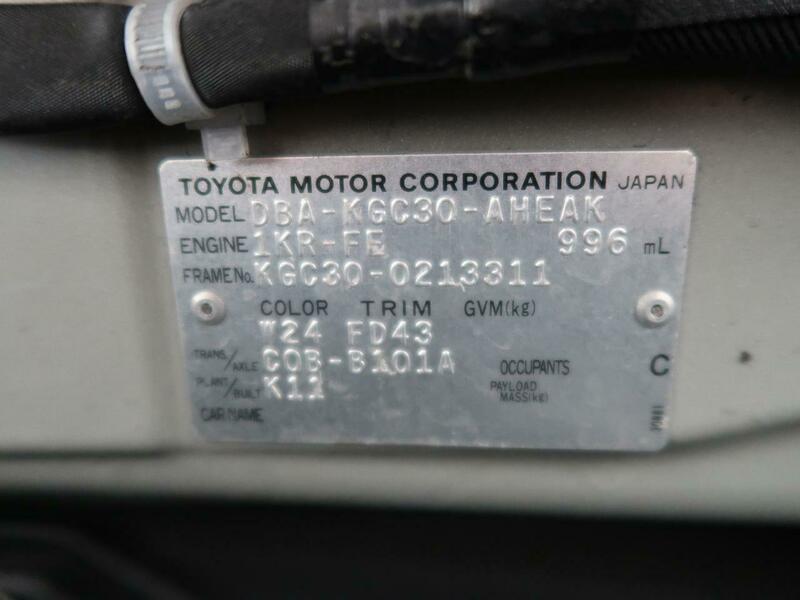 TOYOTA MOTOR CORPORATION JAPAN
MODEL DBA-KGC30-AHEAK
ENGINE 1KR-FE 996 mL
FRAME No. KGC30-0213311
COLOR TRIM GVM(kg)
W24 FD43
TRANS./AXLE C0B-B101A OCCUPANTS C
PLANT/BUILT K11 PAYLOAD MASS(kg)
CAR NAME